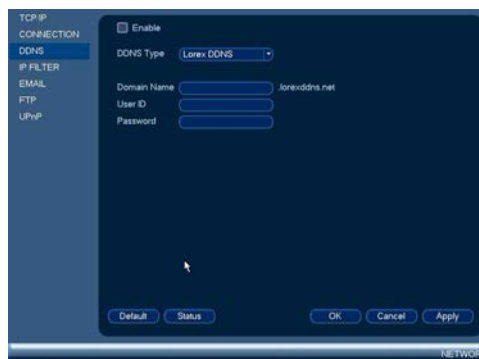 TCP/IP
CONNECTION
DDNS
IP FILTER
EMAIL
FTP
UPnP
Enable
DDNS Type Lorex DDNS
Domain Name .lorexddns.net
User ID
Password
Default Status OK Cancel Apply
NETWOR